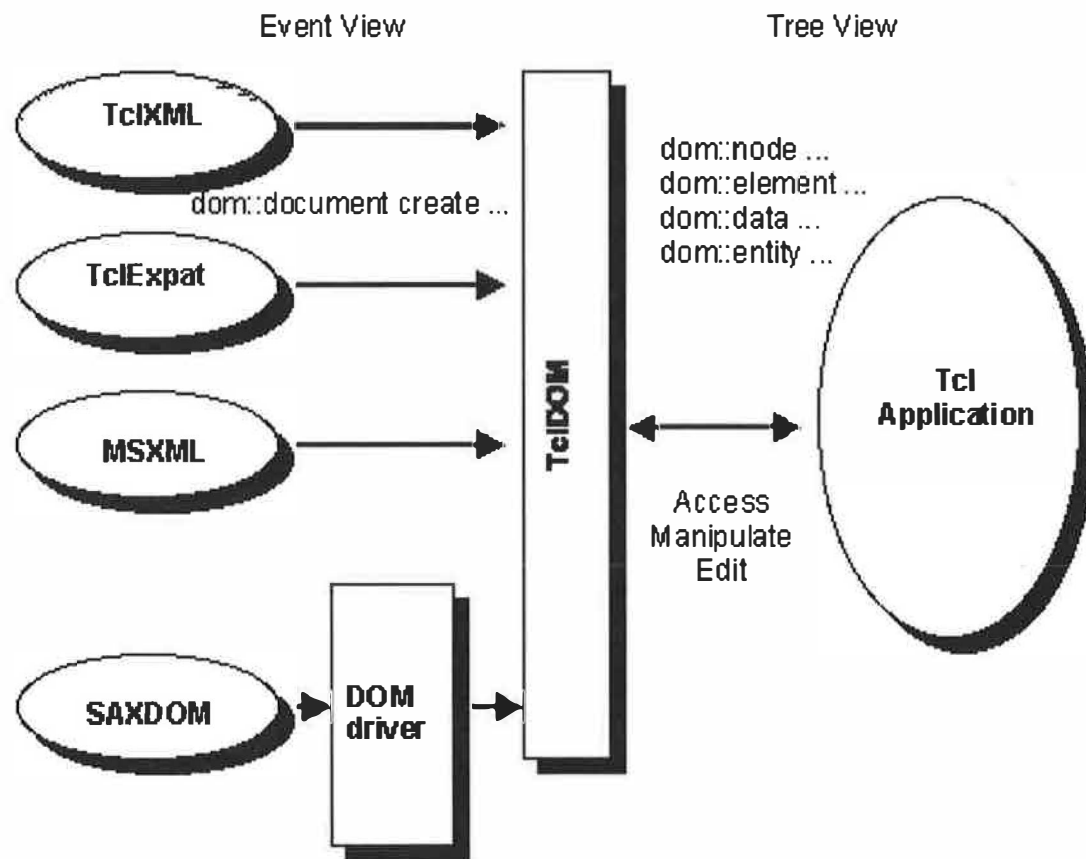 Event View
Tree View
TclXML
dom::document create ...
TclExpat
MSXML
SAXDOM
DOM
driver
TclDOM
dom::node ...
dom::element ...
dom::data ...
dom::entity ...
Access
Manipulate
Edit
Tcl
Application